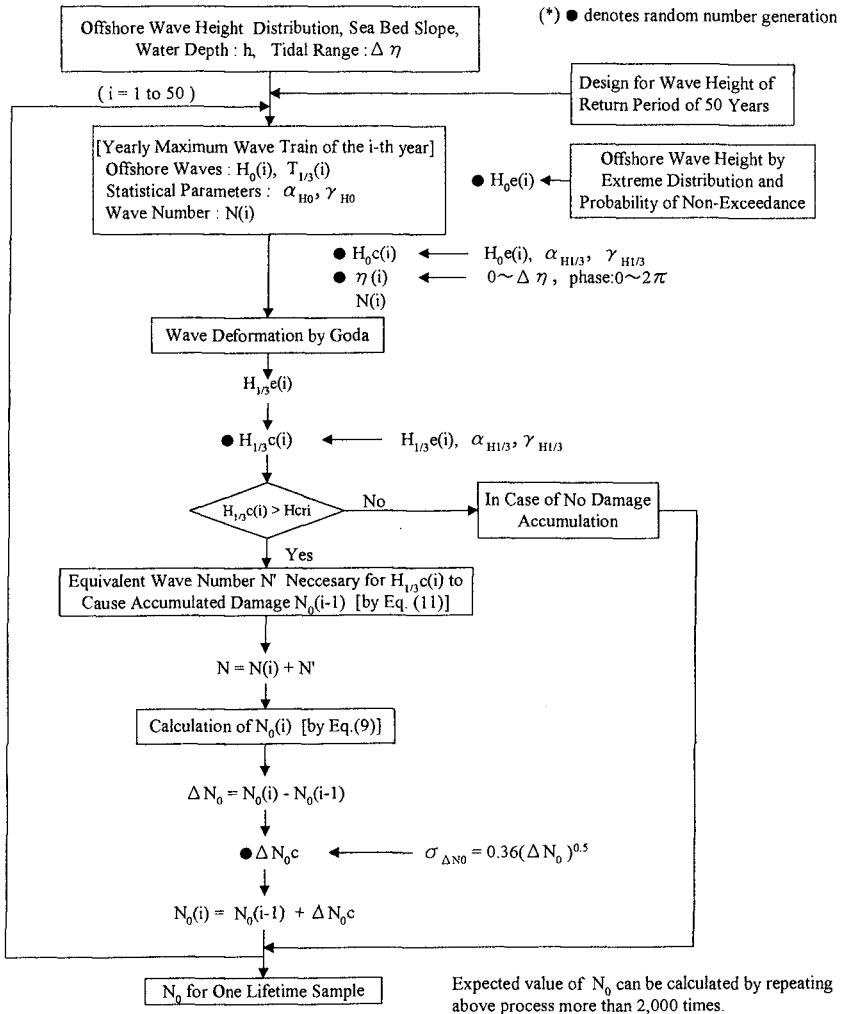 (*) ● denotes random number generation
Offshore Wave Height Distribution, Sea Bed Slope,
Water Depth : h, Tidal Range : Δ η
( i = 1 to 50 )
Design for Wave Height of
Return Period of 50 Years
[Yearly Maximum Wave Train of the i-th year]
Offshore Waves : H₀(i), T₁/₃(i)
Statistical Parameters : α_H0, γ_H0
Wave Number : N(i)
● H₀e(i)
Offshore Wave Height by
Extreme Distribution and
Probability of Non-Exceedance
● H₀c(i) H₀e(i), α_H1/3, γ_H1/3
● η (i) 0～Δ η , phase:0～2π
N(i)
Wave Deformation by Goda
H₁/₃e(i)
● H₁/₃c(i) H₁/₃e(i), α_H1/3, γ_H1/3
H₁/₃c(i) > Hcri
No
In Case of No Damage
Accumulation
Yes
Equivalent Wave Number N' Neccesary for H₁/₃c(i) to
Cause Accumulated Damage N₀(i-1) [by Eq. (11)]
N = N(i) + N'
Calculation of N₀(i) [by Eq.(9)]
Δ N₀ = N₀(i) - N₀(i-1)
● Δ N₀c σ_ΔN0 = 0.36(Δ N₀)^0.5
N₀(i) = N₀(i-1) + Δ N₀c
N₀ for One Lifetime Sample
Expected value of N₀ can be calculated by repeating
above process more than 2,000 times.